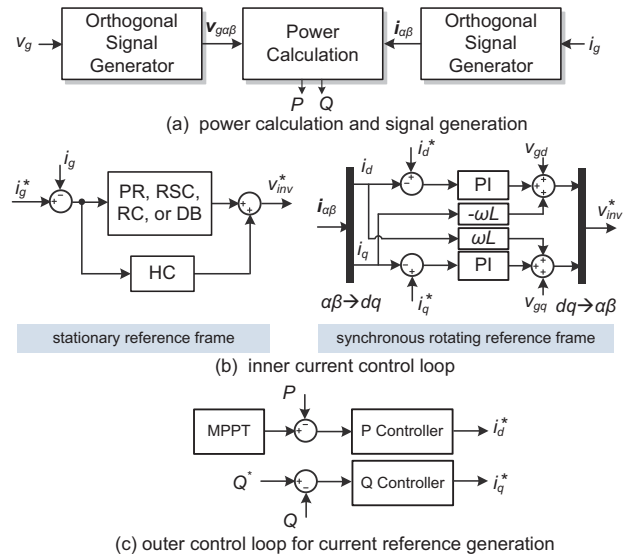 v_g
Orthogonal
Signal
Generator
v_gαβ
Power
Calculation
i_αβ
Orthogonal
Signal
Generator
i_g
P Q
(a) power calculation and signal generation
i_g
i_g*
+
-
PR, RSC,
RC, or DB
HC
+
+
v_inv*
stationary reference frame
i_αβ
αβ→dq
i_d
i_q
i_d*
-
+
i_q*
PI
-ωL
ωL
PI
v_gd
+
+
+
+
v_gq
v_inv*
dq→αβ
synchronous rotating reference frame
(b) inner current control loop
P
MPPT
+
-
P Controller
i_d*
Q*
+
-
Q
Q Controller
i_q*
(c) outer control loop for current reference generation